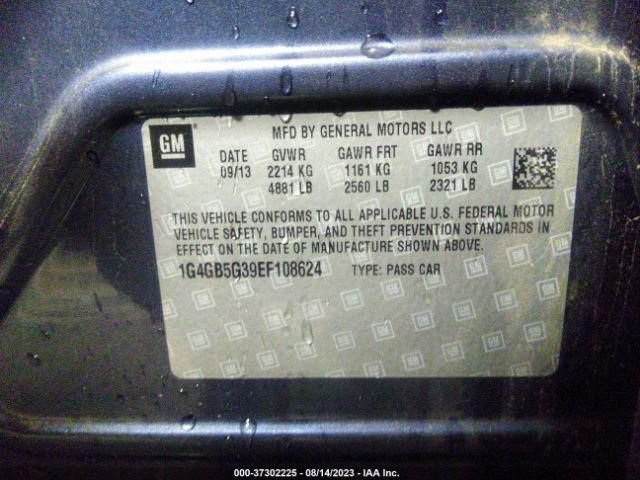 GM
MFD BY GENERAL MOTORS LLC
DATE GVWR GAWR FRT GAWR RR
09/13 2214 KG 1161 KG 1053 KG
4881 LB 2560 LB 2321 LB
THIS VEHICLE CONFORMS TO ALL APPLICABLE U.S. FEDERAL MOTOR
VEHICLE SAFETY, BUMPER, AND THEFT PREVENTION STANDARDS IN
EFFECT ON THE DATE OF MANUFACTURE SHOWN ABOVE.
1G4GB5G39EF108624 TYPE: PASS CAR
000-37302225 - 08/14/2023 - IAA Inc.